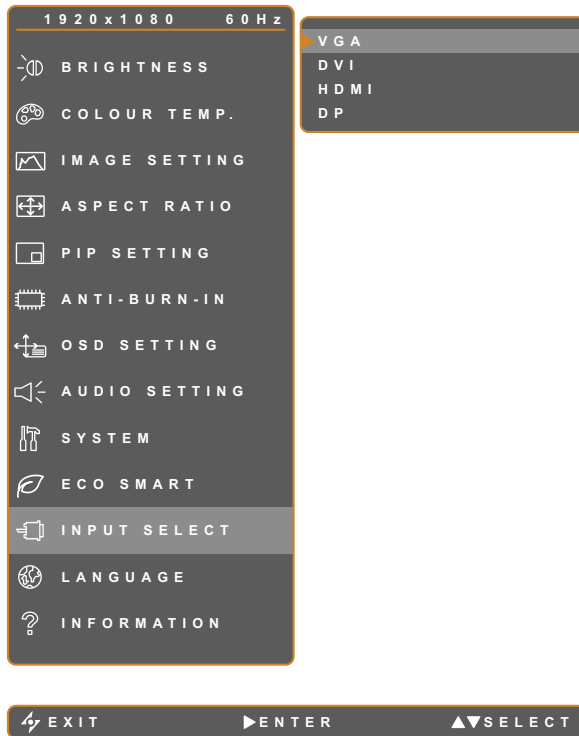 1920x1080 60Hz
BRIGHTNESS
COLOUR TEMP.
IMAGE SETTING
ASPECT RATIO
PIP SETTING
ANTI-BURN-IN
OSD SETTING
AUDIO SETTING
SYSTEM
ECO SMART
INPUT SELECT
LANGUAGE
INFORMATION
VGA
DVI
HDMI
DP
EXIT ▶ENTER ▲▼SELECT